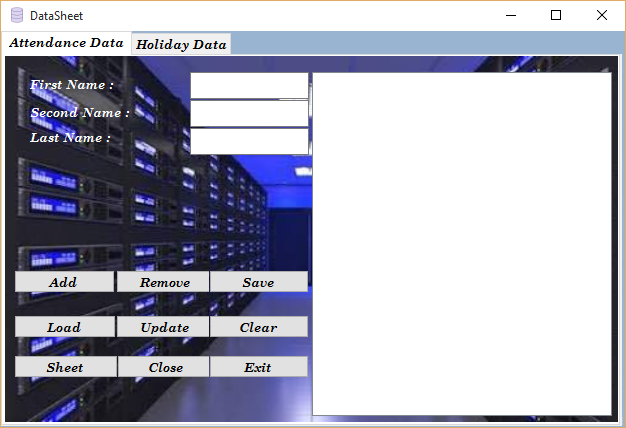 DataSheet
Attendance Data Holiday Data
First Name :
Second Name :
Last Name :
Add Remove Save
Load Update Clear
Sheet Close Exit